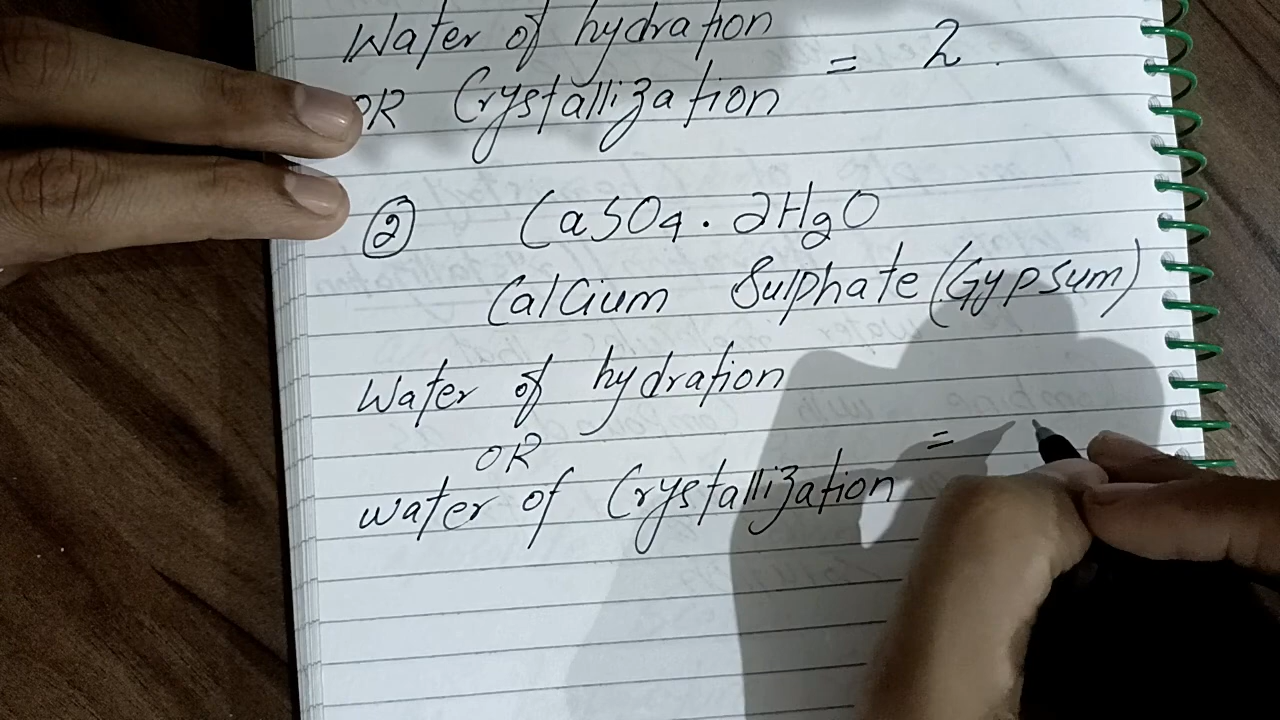 Water of hydration
= 2.
OR Crystallization
② CaSO4. 2H2O
Calcium Sulphate (Gypsum)
Water of hydration
OR
=
water of Crystallization